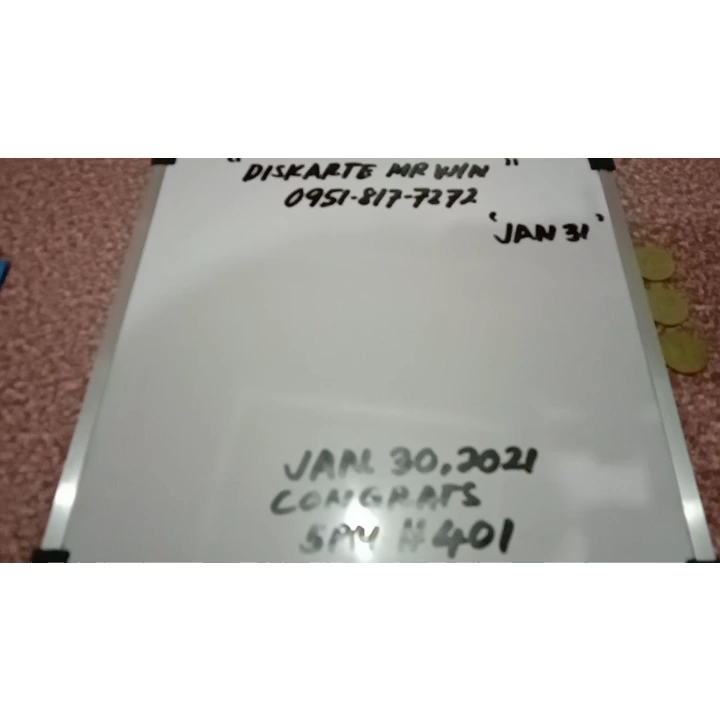 "DISKARTE MR WIN"
0951-817-7272
'JAN 31'
JAN. 30, 2021
CONGRATS
5PM #401